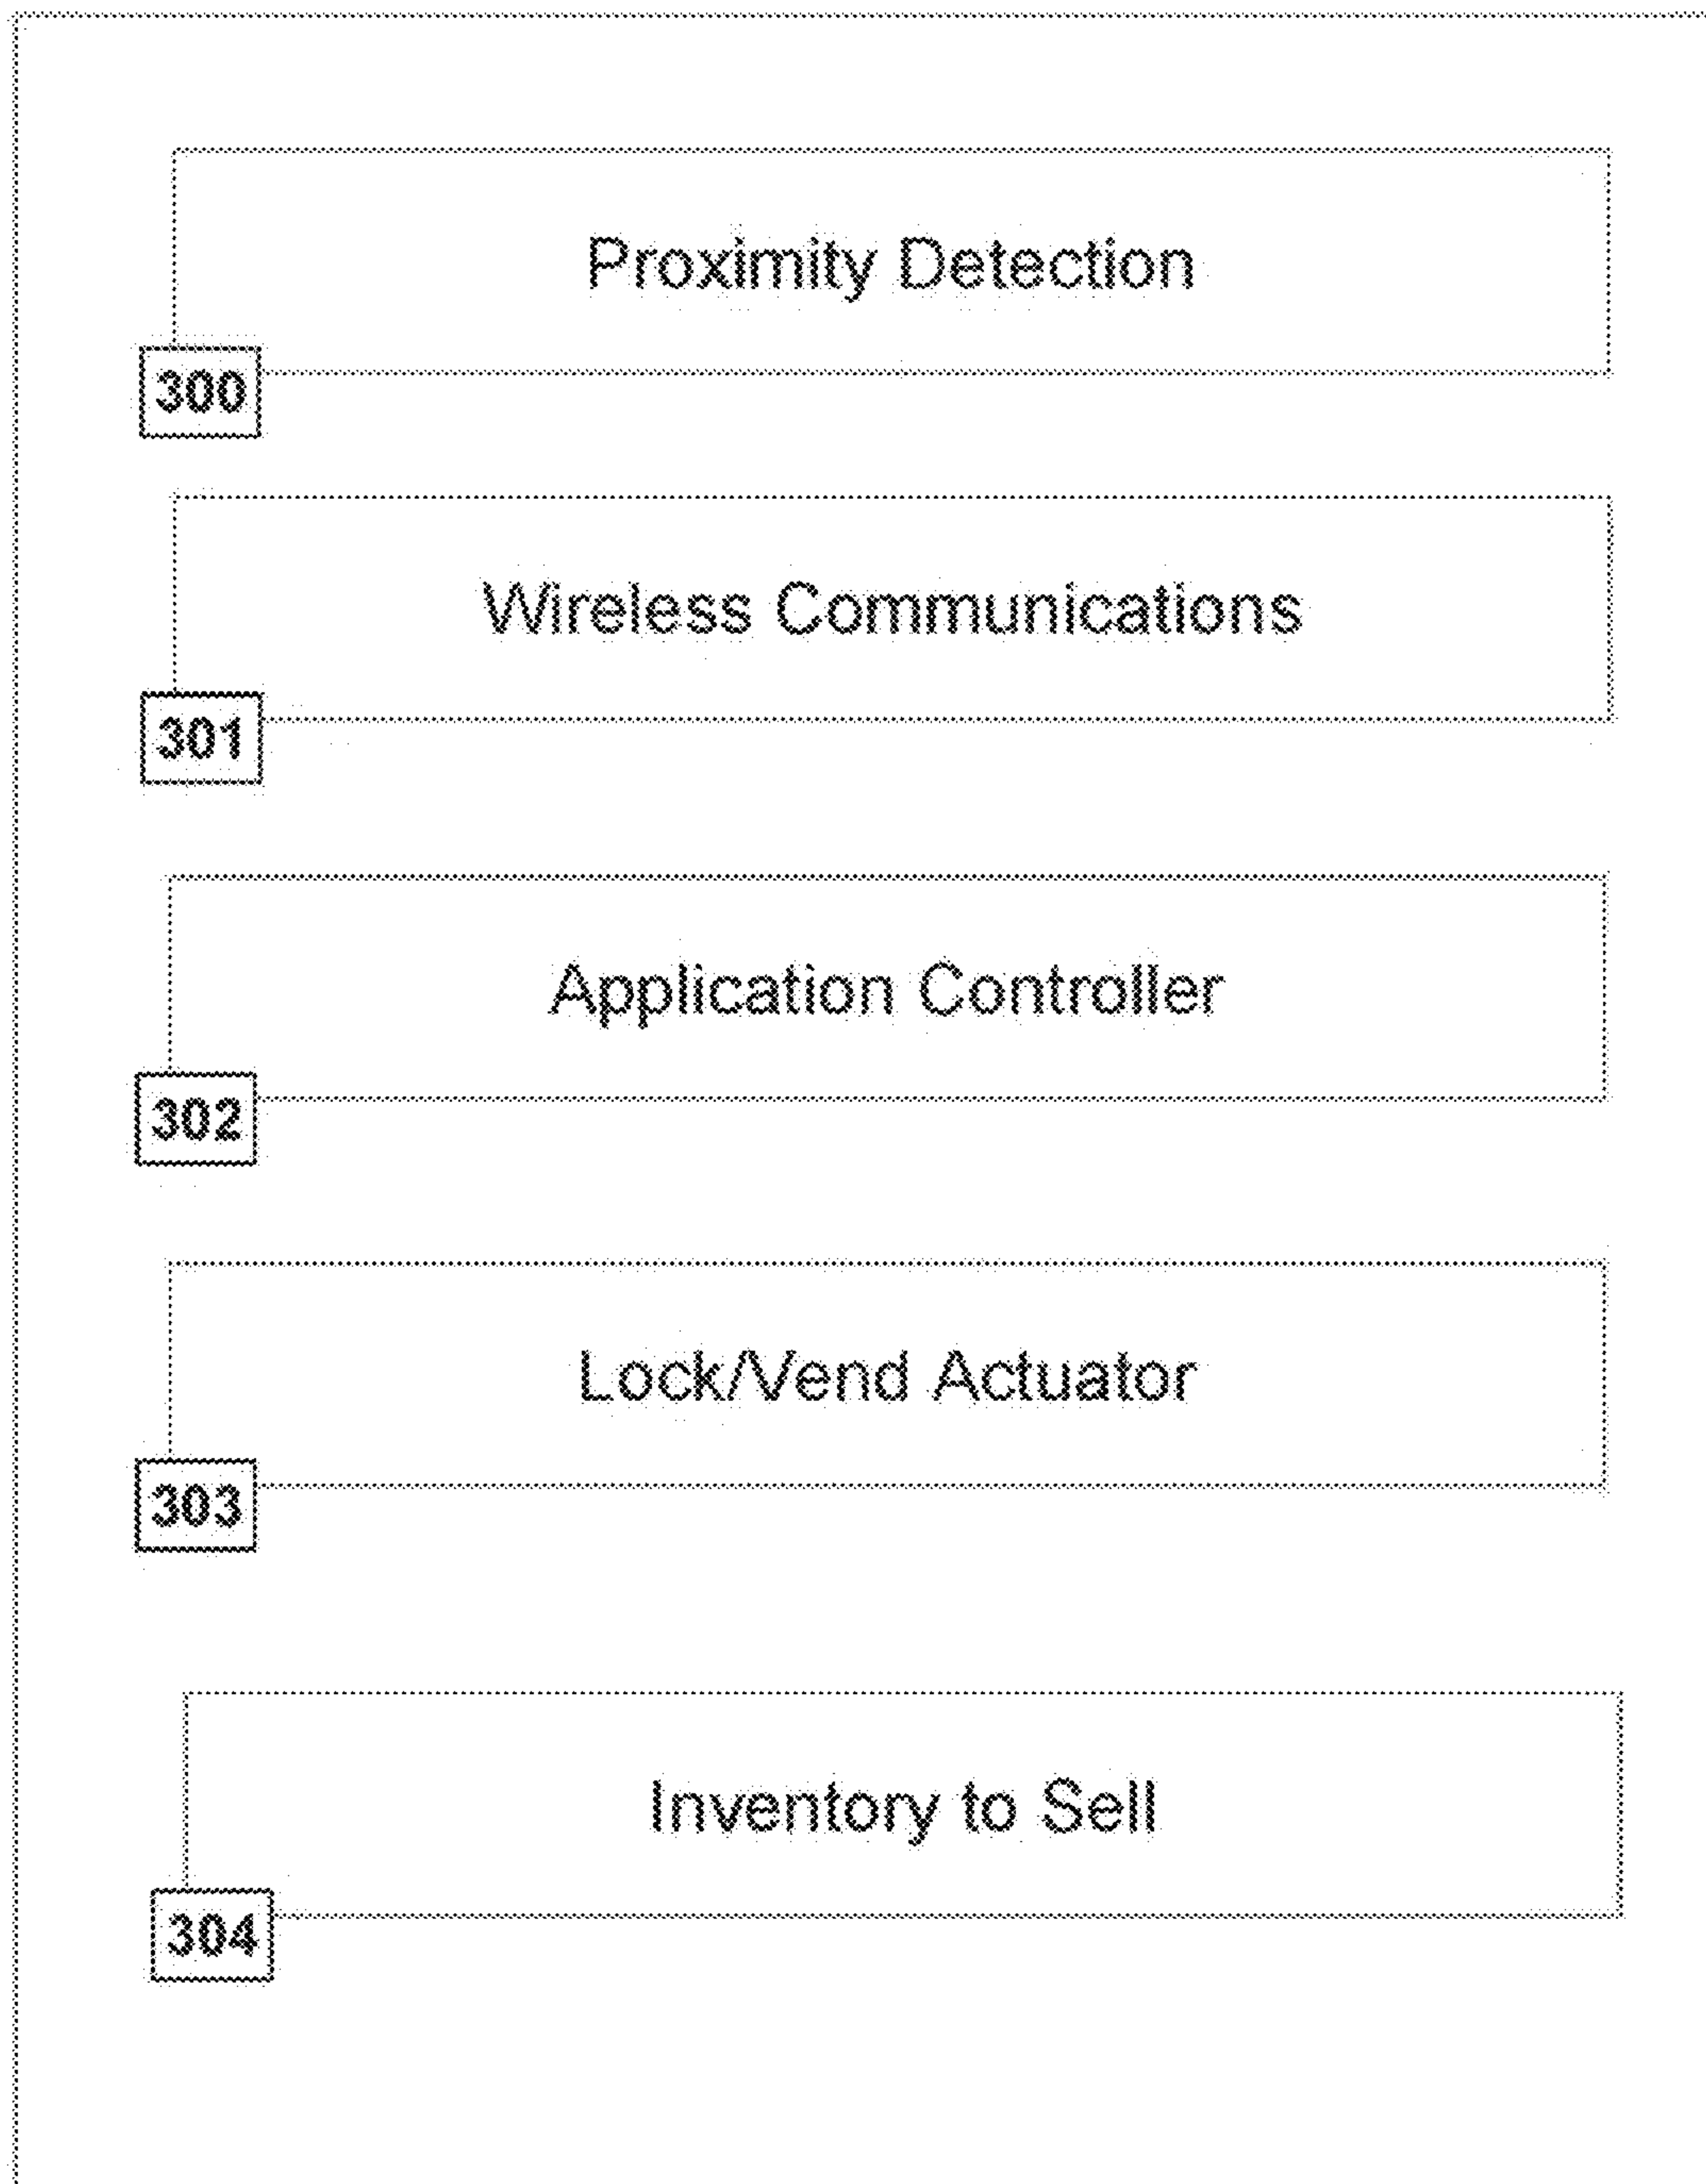 Proximity Detection
300
Wireless Communications
301
Application Controller
302
Lock/Vend Actuator
303
Inventory to Sell
304